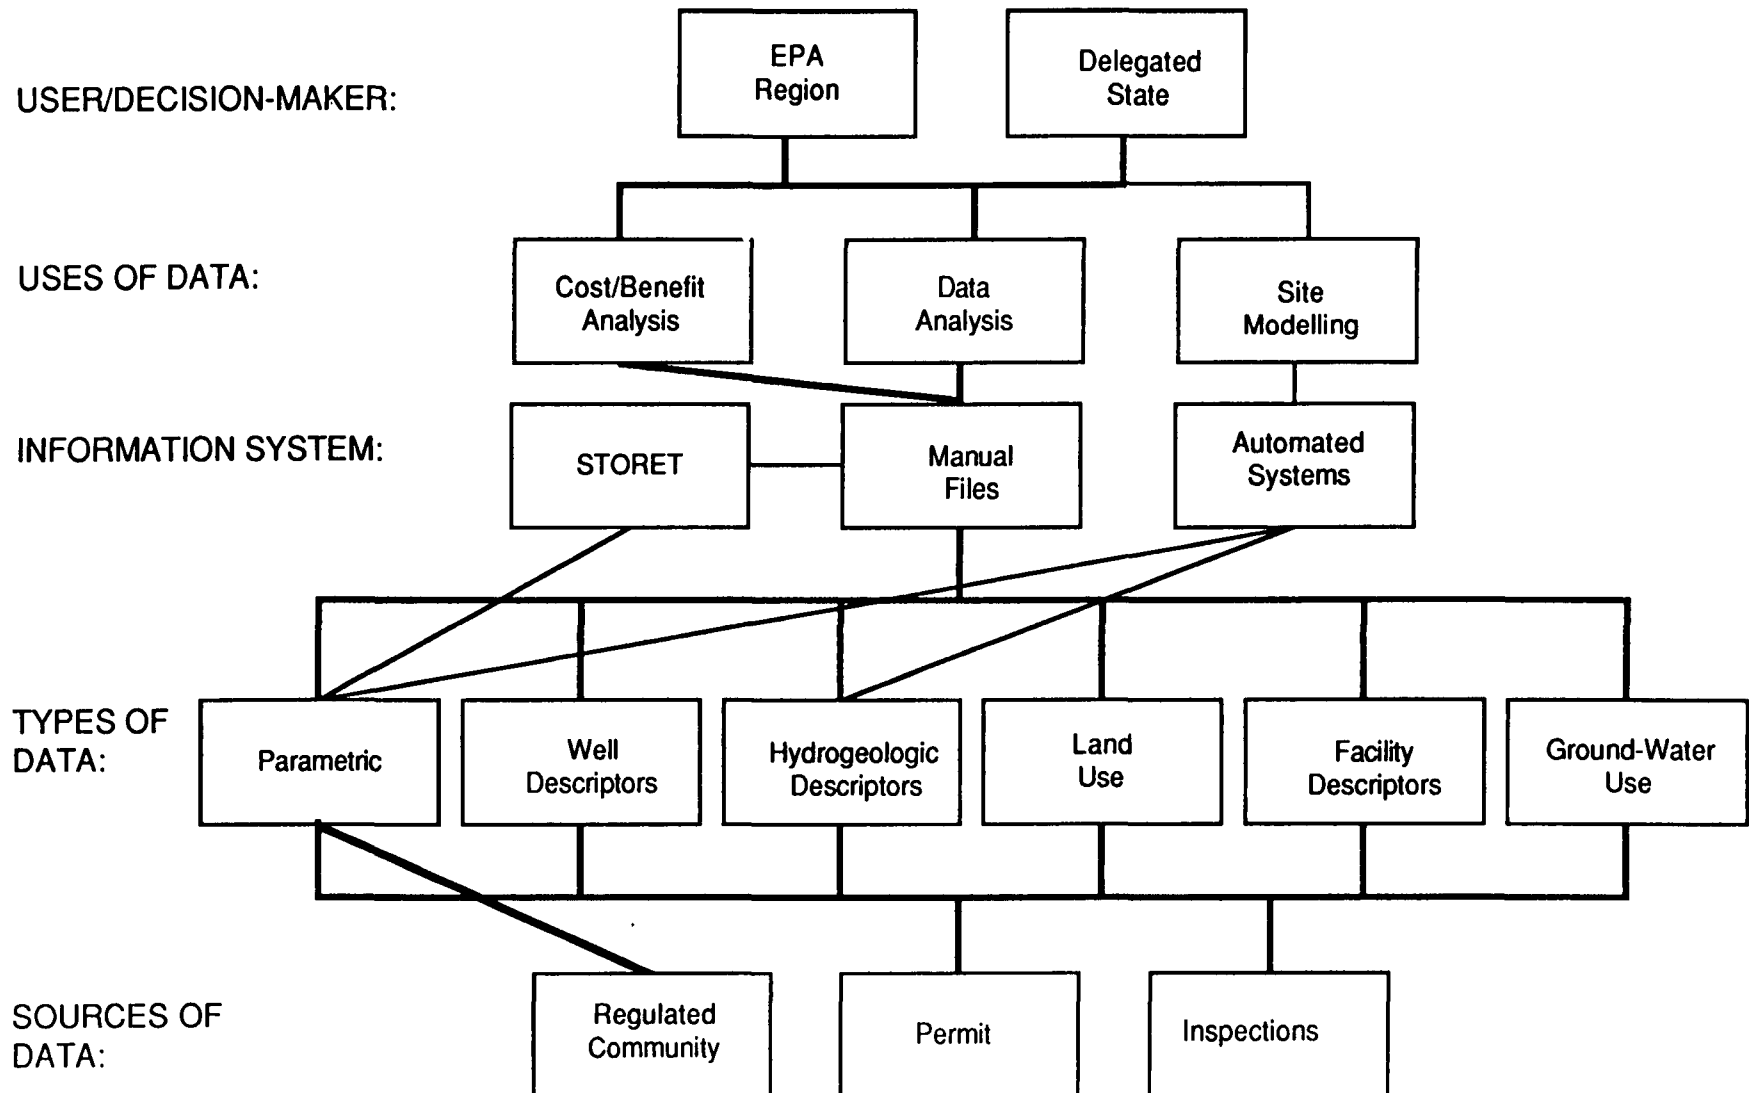 EPA
Region
Delegated
State
USER/DECISION-MAKER:
USES OF DATA:
Cost/Benefit
Analysis
Data
Analysis
Site
Modelling
INFORMATION SYSTEM:
STORET
Manual
Files
Automated
Systems
TYPES OF
DATA:
Parametric
Well
Descriptors
Hydrogeologic
Descriptors
Land
Use
Facility
Descriptors
Ground-Water
Use
SOURCES OF
DATA:
Regulated
Community
Permit
Inspections